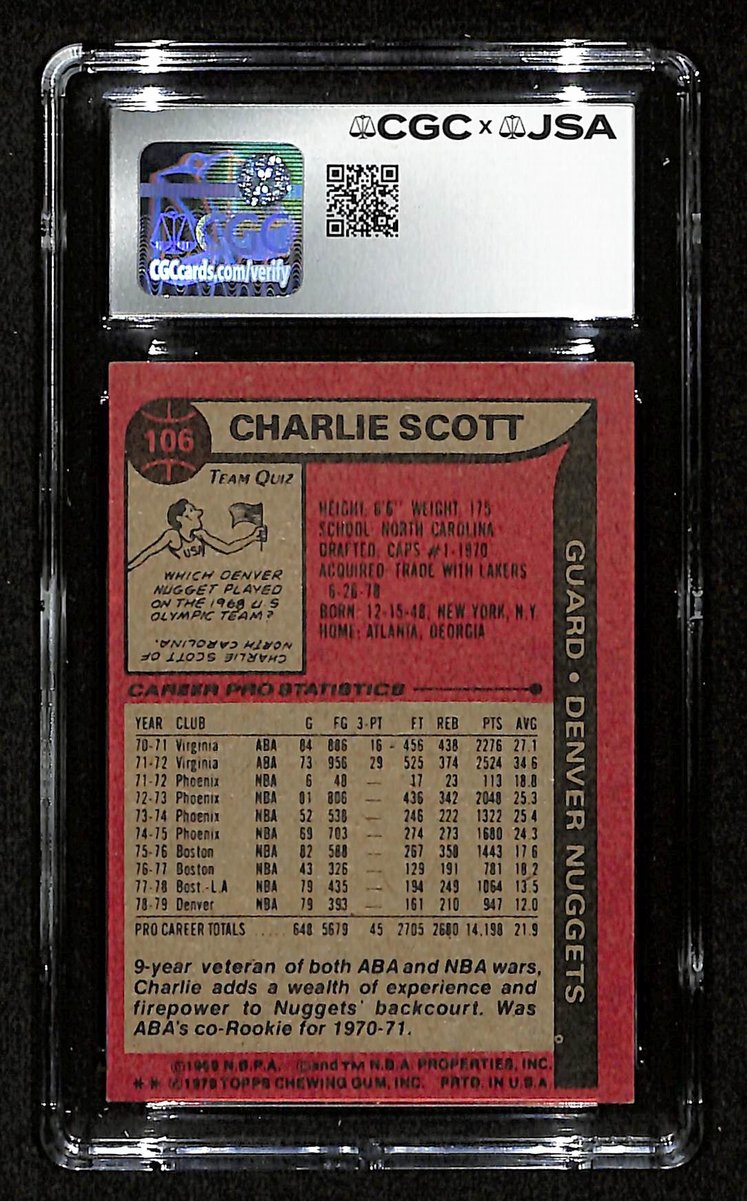 CGC x JSA
CGC
CGCcards.com/verify
106
CHARLIE SCOTT
TEAM QUIZ
USA
WHICH DENVER
NUGGET PLAYED
ON THE 1968 U S
OLYMPIC TEAM?
CHARLIE SCOTT OF
NORTH CAROLINA.
HEIGHT: 6'6" WEIGHT: 175
SCHOOL: NORTH CAROLINA
DRAFTED: CAPS #1-1970
ACQUIRED: TRADE WITH LAKERS
6-26-78
BORN: 12-15-48, NEW YORK, N.Y.
HOME: ATLANTA, GEORGIA
GUARD • DENVER NUGGETS
CAREER PRO STATISTICS
YEAR CLUB G FG 3-PT FT REB PTS AVG
70-71 Virginia ABA 84 886 16 456 438 2276 27.1
71-72 Virginia ABA 73 956 29 525 374 2524 34.6
71-72 Phoenix NBA 6 48 — 17 23 113 18.8
72-73 Phoenix NBA 81 806 — 436 342 2048 25.3
73-74 Phoenix NBA 52 538 — 246 222 1322 25.4
74-75 Phoenix NBA 69 703 — 274 273 1680 24.3
75-76 Boston NBA 82 588 — 267 358 1443 17.6
76-77 Boston NBA 43 326 — 129 191 781 18.2
77-78 Bost.-L.A NBA 79 435 — 194 249 1064 13.5
78-79 Denver NBA 79 393 — 161 210 947 12.0
PRO CAREER TOTALS ..... 648 5679 45 2705 2680 14,198 21.9
9-year veteran of both ABA and NBA wars,
Charlie adds a wealth of experience and
firepower to Nuggets' backcourt. Was
ABA's co-Rookie for 1970-71.
N.B.P.A. and TM N.B.A. PROPERTIES, INC.
** © TOPPS CHEWING GUM, INC. PRTD. IN U.S.A.